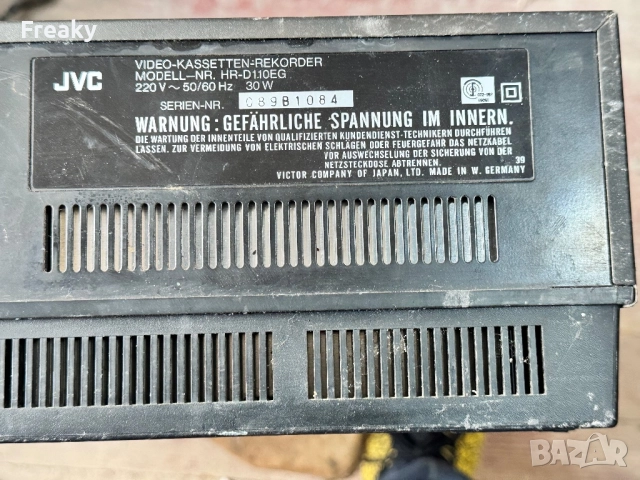 Freaky
JVC
VIDEO-KASSETTEN-REKORDER
MODELL-NR. HR-D110EG
220 V ~ 50/60 Hz 30 W
SERIEN-NR. C89B1084
WARNUNG: GEFÄHRLICHE SPANNUNG IM INNERN.
DIE WARTUNG DER INNENTEILE VON QUALIFIZIERTEN KUNDENDIENST-TECHNIKERN DURCHFÜHREN
LASSEN. ZUR VERMEIDUNG VON ELEKTRISCHEN SCHLÄGEN ODER FEUERGEFAHR DAS NETZKABEL
VOR AUSWECHSELUNG DER SICHERUNG VON DER
NETZSTECKDOSE ABTRENNEN.
39
VICTOR COMPANY OF JAPAN, LTD. MADE IN W. GERMANY
BAZAR